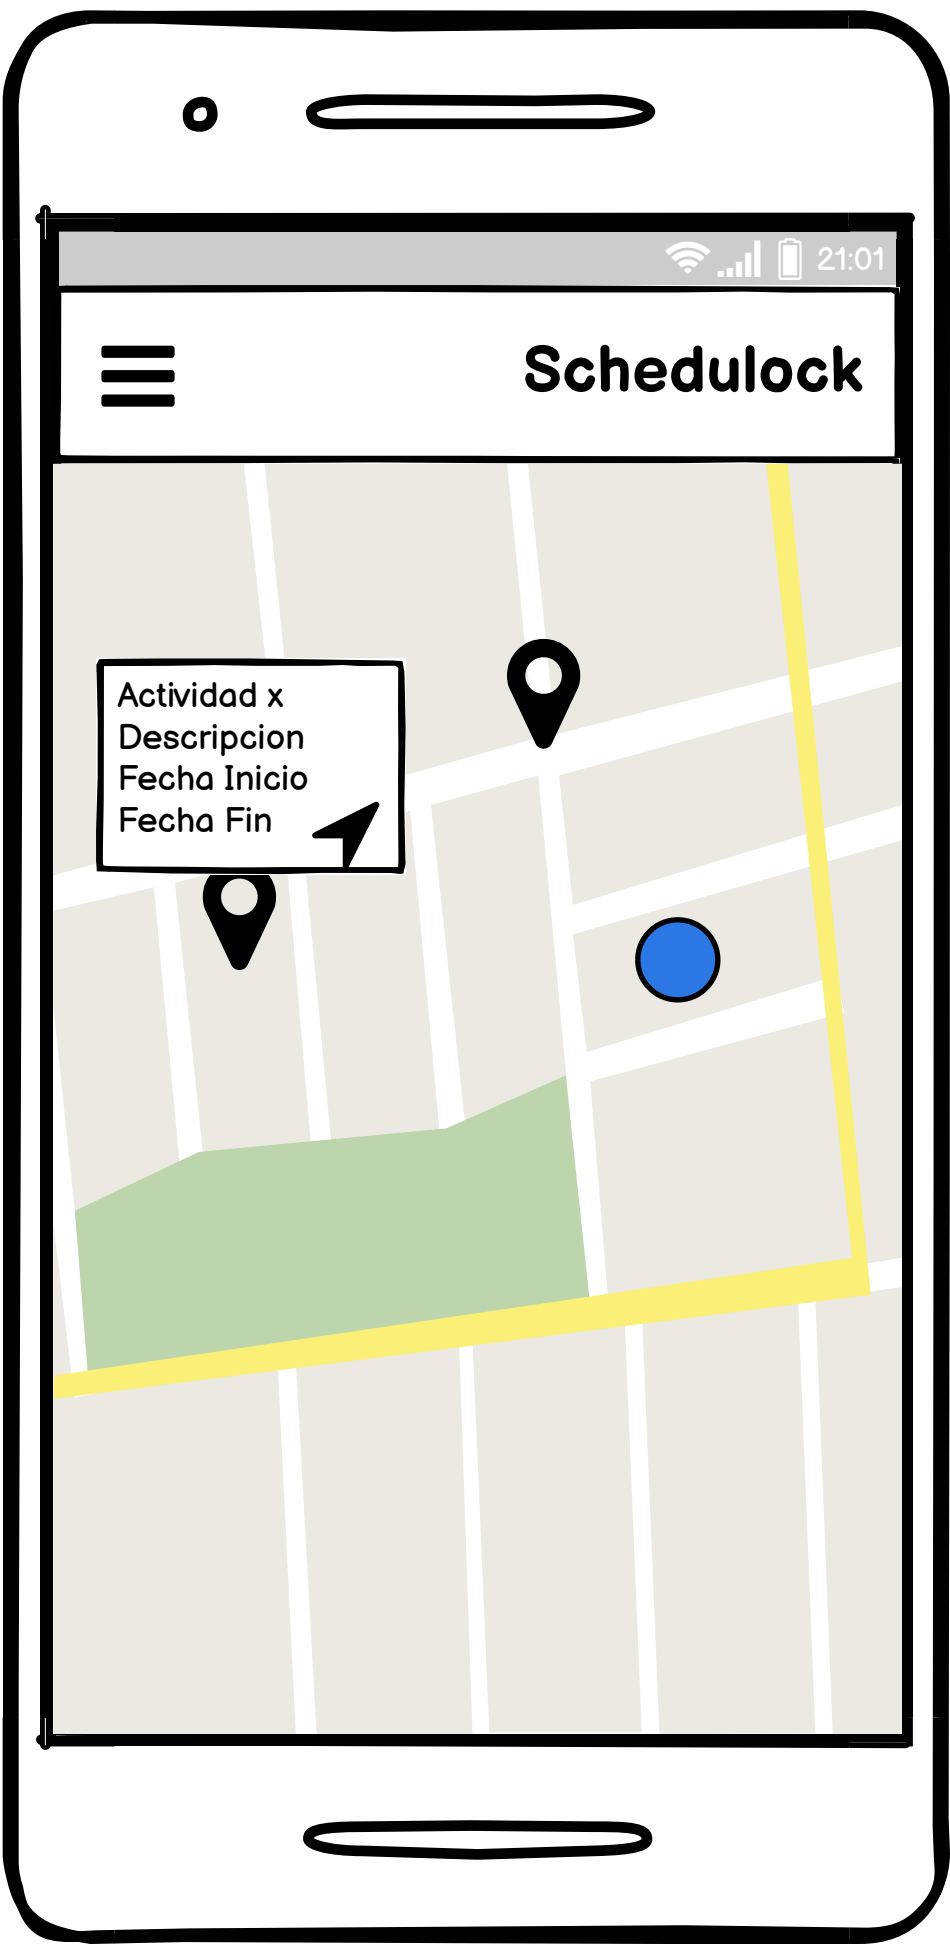 21:01
Schedulock
Actividad x
Descripcion
Fecha Inicio
Fecha Fin